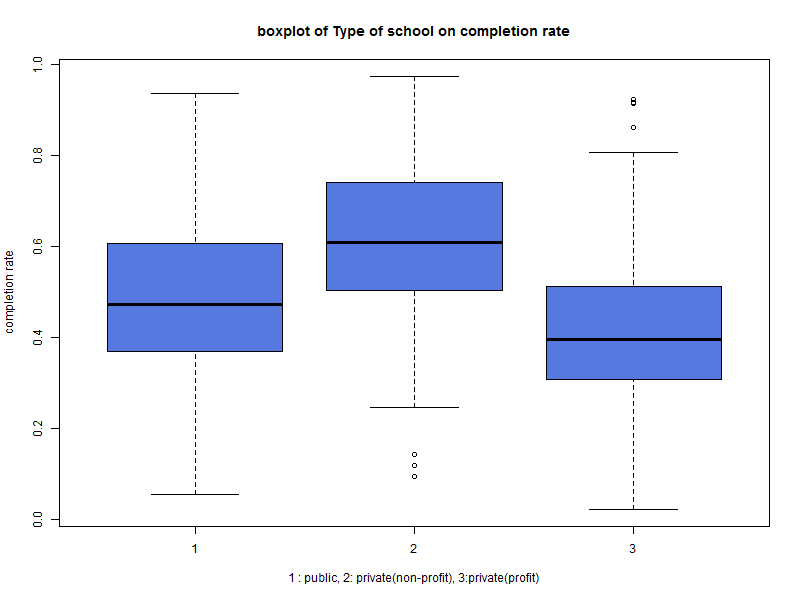 boxplot of Type of school on completion rate
completion rate
1.0
0.8
0.6
0.4
0.2
0.0
1 2 3
1 : public, 2: private(non-profit), 3:private(profit)